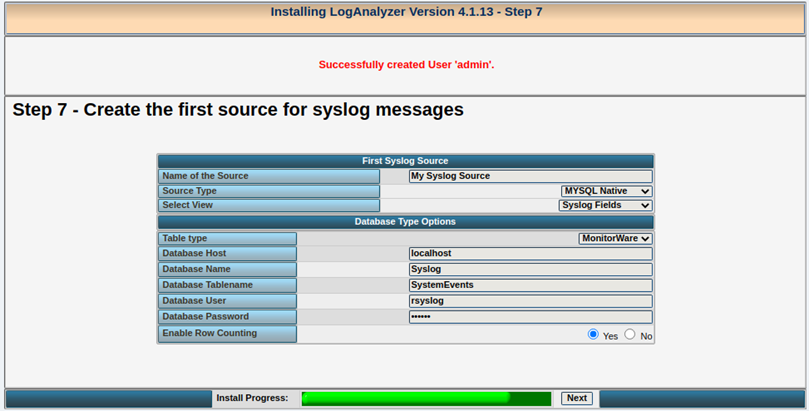 Installing LogAnalyzer Version 4.1.13 - Step 7
Successfully created User 'admin'.
Step 7 - Create the first source for syslog messages
First Syslog Source
Name of the Source My Syslog Source
Source Type MYSQL Native
Select View Syslog Fields
Database Type Options
Table type MonitorWare
Database Host localhost
Database Name Syslog
Database Tablename SystemEvents
Database User rsyslog
Database Password ••••••
Enable Row Counting Yes No
Install Progress: Next